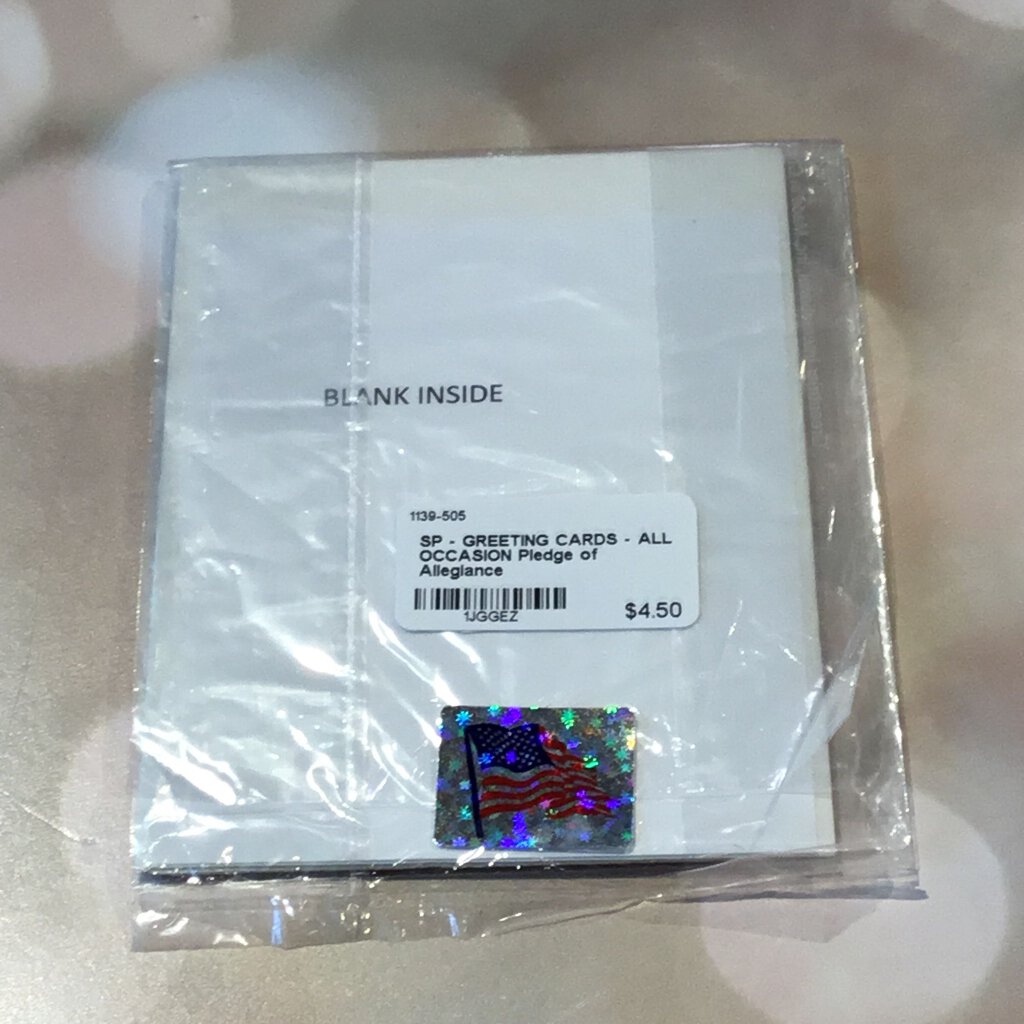 BLANK INSIDE
1139-505
SP - GREETING CARDS - ALL
OCCASION Pledge of
Allegiance
1JGGEZ
$4.50